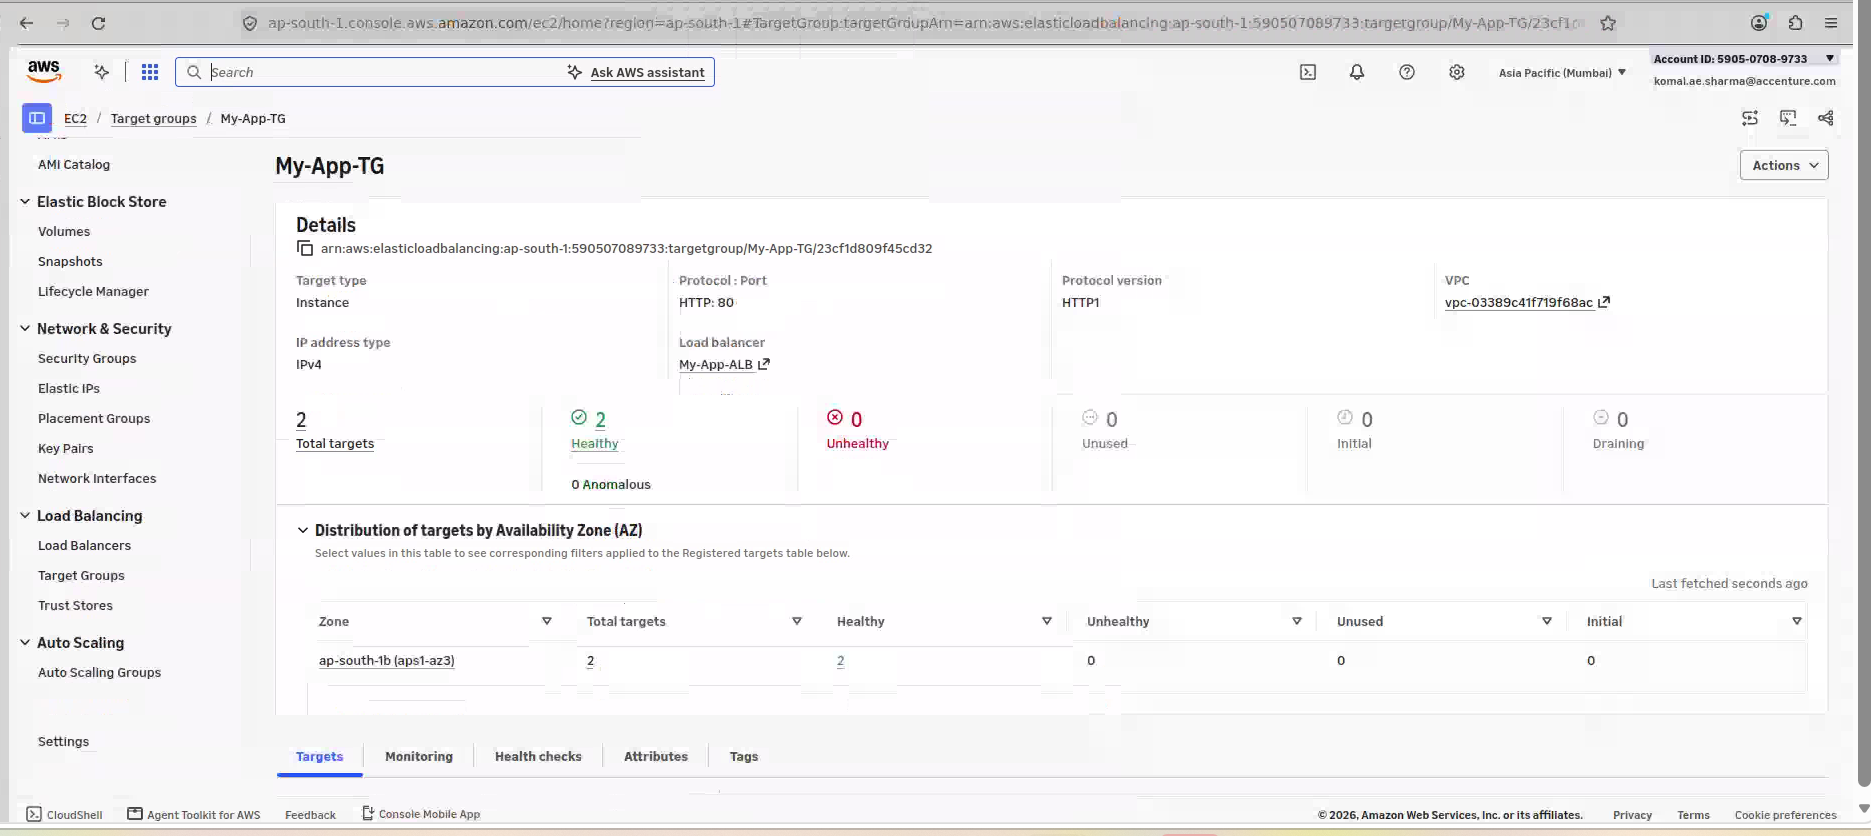 ap-south-1.console.aws.amazon.com/ec2/home?region=ap-south-1#TargetGroup:targetGroupArn=arn:aws:elasticloadbalancing:ap-south-1:590507089733:targetgroup/My-App-TG/23cf1
aws
Search
Ask AWS assistant
Asia Pacific (Mumbai)
Account ID: 5905-0708-9733
komal.ae.sharma@accenture.com
EC2 / Target groups / My-App-TG
AMI Catalog
Elastic Block Store
Volumes
Snapshots
Lifecycle Manager
Network & Security
Security Groups
Elastic IPs
Placement Groups
Key Pairs
Network Interfaces
Load Balancing
Load Balancers
Target Groups
Trust Stores
Auto Scaling
Auto Scaling Groups
Settings
My-App-TG
Actions
Details
arn:aws:elasticloadbalancing:ap-south-1:590507089733:targetgroup/My-App-TG/23cf1d809f45cd32
Target type
Instance
Protocol : Port
HTTP: 80
Protocol version
HTTP1
VPC
vpc-03389c41f719f68ac
IP address type
IPv4
Load balancer
My-App-ALB
2
Total targets
2
Healthy
0 Anomalous
0
Unhealthy
0
Unused
0
Initial
0
Draining
Distribution of targets by Availability Zone (AZ)
Select values in this table to see corresponding filters applied to the Registered targets table below.
Last fetched seconds ago
Zone Total targets Healthy Unhealthy Unused Initial
ap-south-1b (aps1-az3) 2 2 0 0 0
Targets Monitoring Health checks Attributes Tags
CloudShell Agent Toolkit for AWS Feedback Console Mobile App
© 2026, Amazon Web Services, Inc. or its affiliates. Privacy Terms Cookie preferences